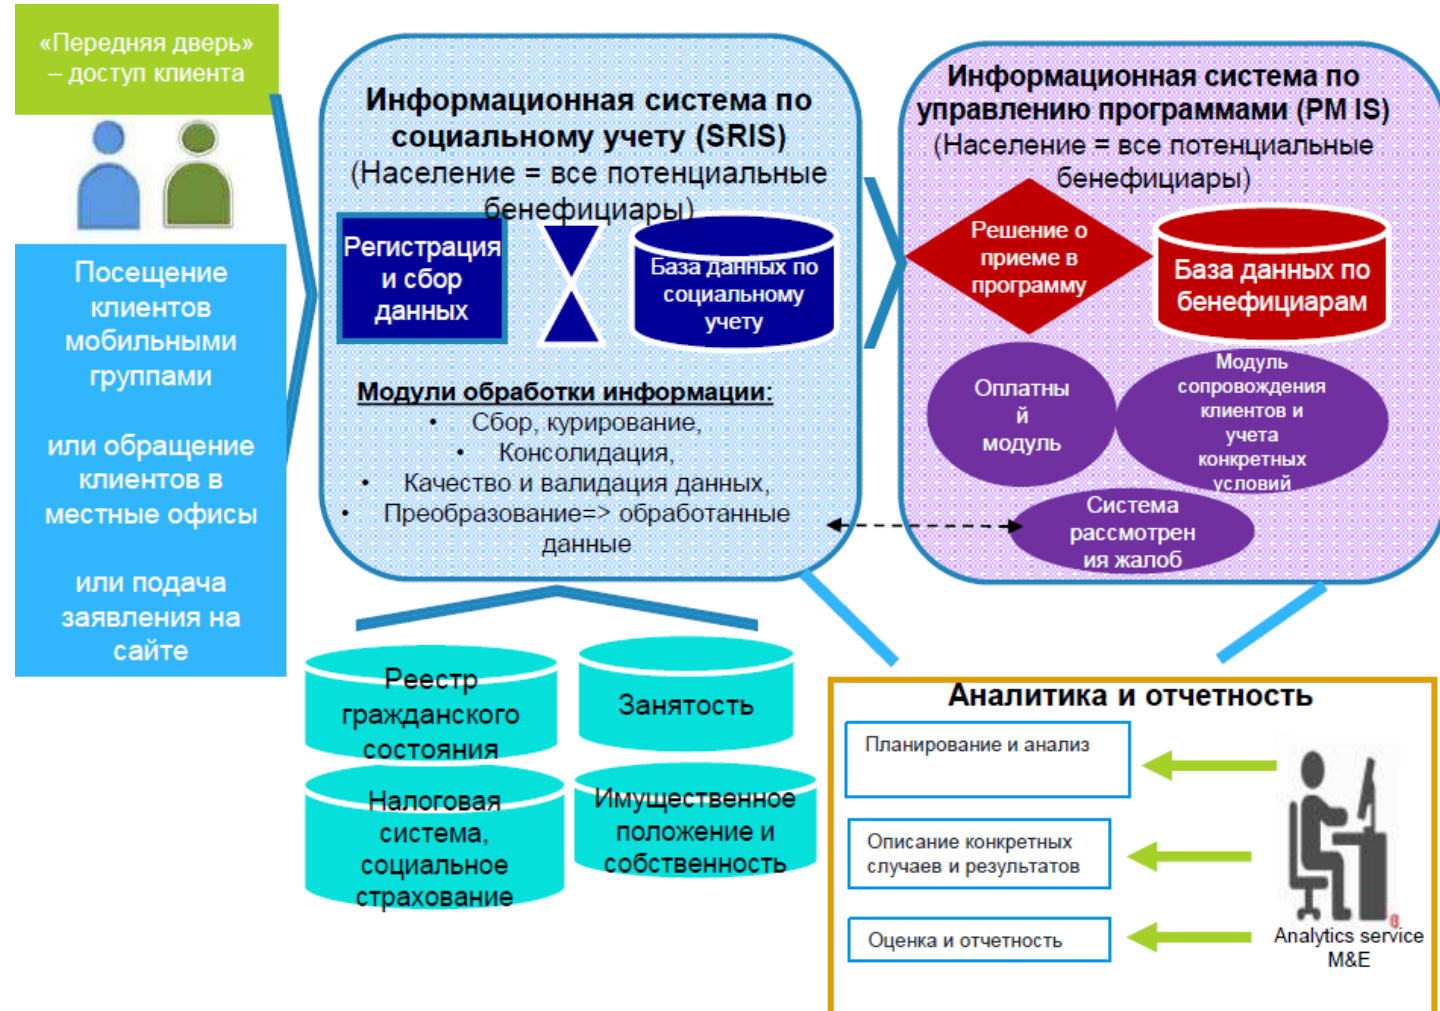 «Передняя дверь»
– доступ клиента
Посещение
клиентов
мобильными
группами
или обращение
клиентов в
местные офисы
или подача
заявления на
сайте
Информационная система по
социальному учету (SRIS)
(Население = все потенциальные
бенефициары)
Регистрация
и сбор
данных
База данных по
социальному
учету
Модули обработки информации:
• Сбор, курирование,
• Консолидация,
• Качество и валидация данных,
• Преобразование=> обработанные
данные
Информационная система по
управлению программами (PM IS)
(Население = все потенциальные
бенефициары)
Решение о
приеме в
программу
База данных по
бенефициарам
Оплатны
й
модуль
Модуль
сопровождения
клиентов и
учета
конкретных
условий
Система
рассмотрен
ия жалоб
Реестр
гражданского
состояния
Занятость
Налоговая
система,
социальное
страхование
Имущественное
положение и
собственность
Аналитика и отчетность
Планирование и анализ
Описание конкретных
случаев и результатов
Оценка и отчетность
Analytics service
M&E